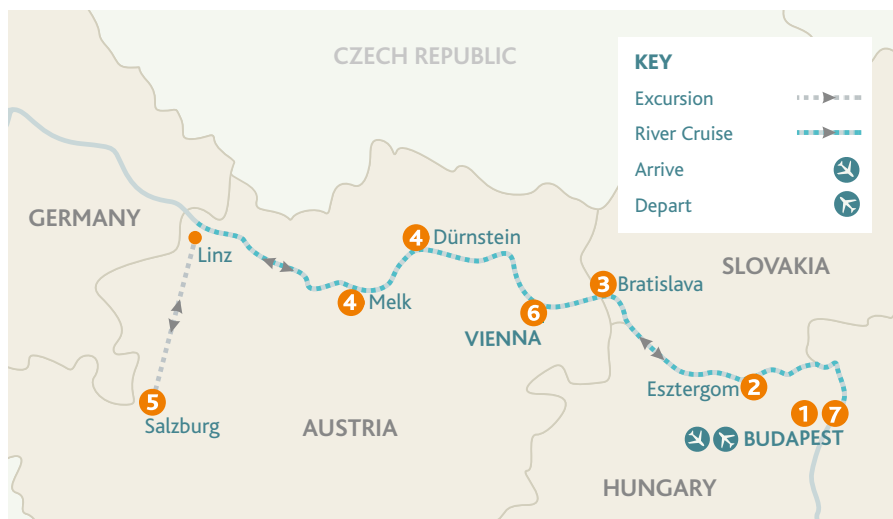 CZECH REPUBLIC
KEY
Excursion
River Cruise
Arrive
Depart
GERMANY
Linz
4 Dürnstein
4 Melk
SLOVAKIA
3 Bratislava
6
VIENNA
Esztergom 2
5
Salzburg
AUSTRIA
1 7
BUDAPEST
HUNGARY